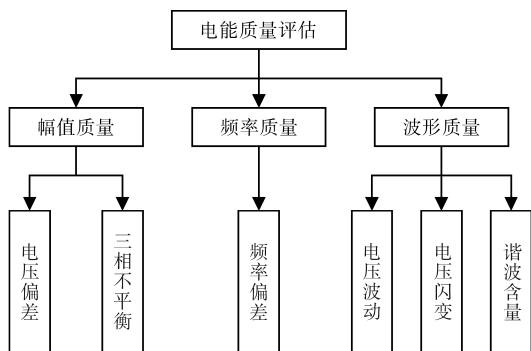 电能质量评估
幅值质量
频率质量
波形质量
电压偏差
三相不平衡
频率偏差
电压波动
电压闪变
谐波含量